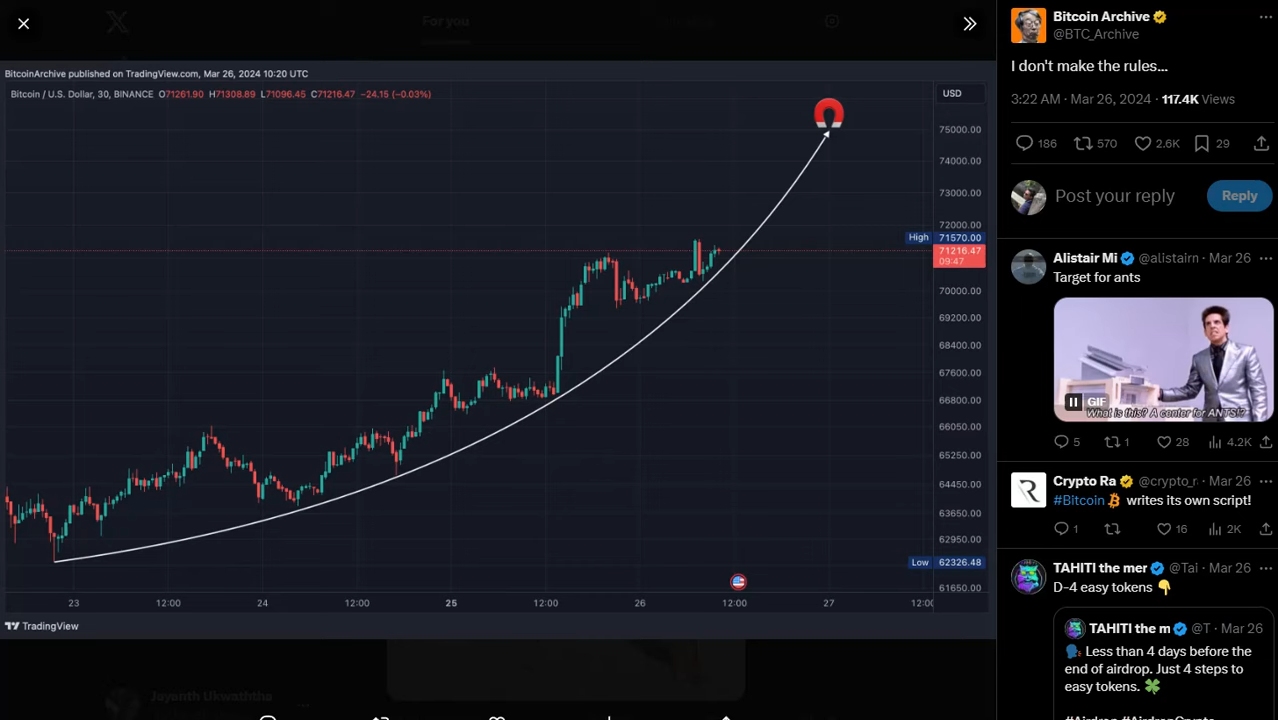 For you
BitcoinArchive published on TradingView.com, Mar 26, 2024 10:20 UTC
Bitcoin / U.S. Dollar, 30, BINANCE O71261.90 H71308.89 L71096.45 C71216.47 −24.15 (−0.03%)
USD
75000.00
74000.00
73000.00
72000.00
High 71570.00
71216.47
09:47
70000.00
69200.00
68400.00
67600.00
66800.00
66050.00
65250.00
64450.00
63650.00
62950.00
Low 62326.48
61650.00
23 12:00 24 12:00 25 12:00 26 12:00 27 12:00
TradingView
Jayanth Likwaththa
Bitcoin Archive
@BTC_Archive
I don't make the rules...
3:22 AM · Mar 26, 2024 · 117.4K Views
186 570 2.6K 29
Post your reply
Reply
Alistair Mi @alistairn · Mar 26
Target for ants
GIF
What is this? A center for ANTS!?
5 1 28 4.2K
Crypto Ra @crypto_r · Mar 26
#Bitcoin writes its own script!
1 16 2K
TAHITI the mer @Tai · Mar 26
D-4 easy tokens 👇
TAHITI the m @T · Mar 26
🗣️ Less than 4 days before the
end of airdrop. Just 4 steps to
easy tokens. 🍀
#Airdrop #AirdropCrypto